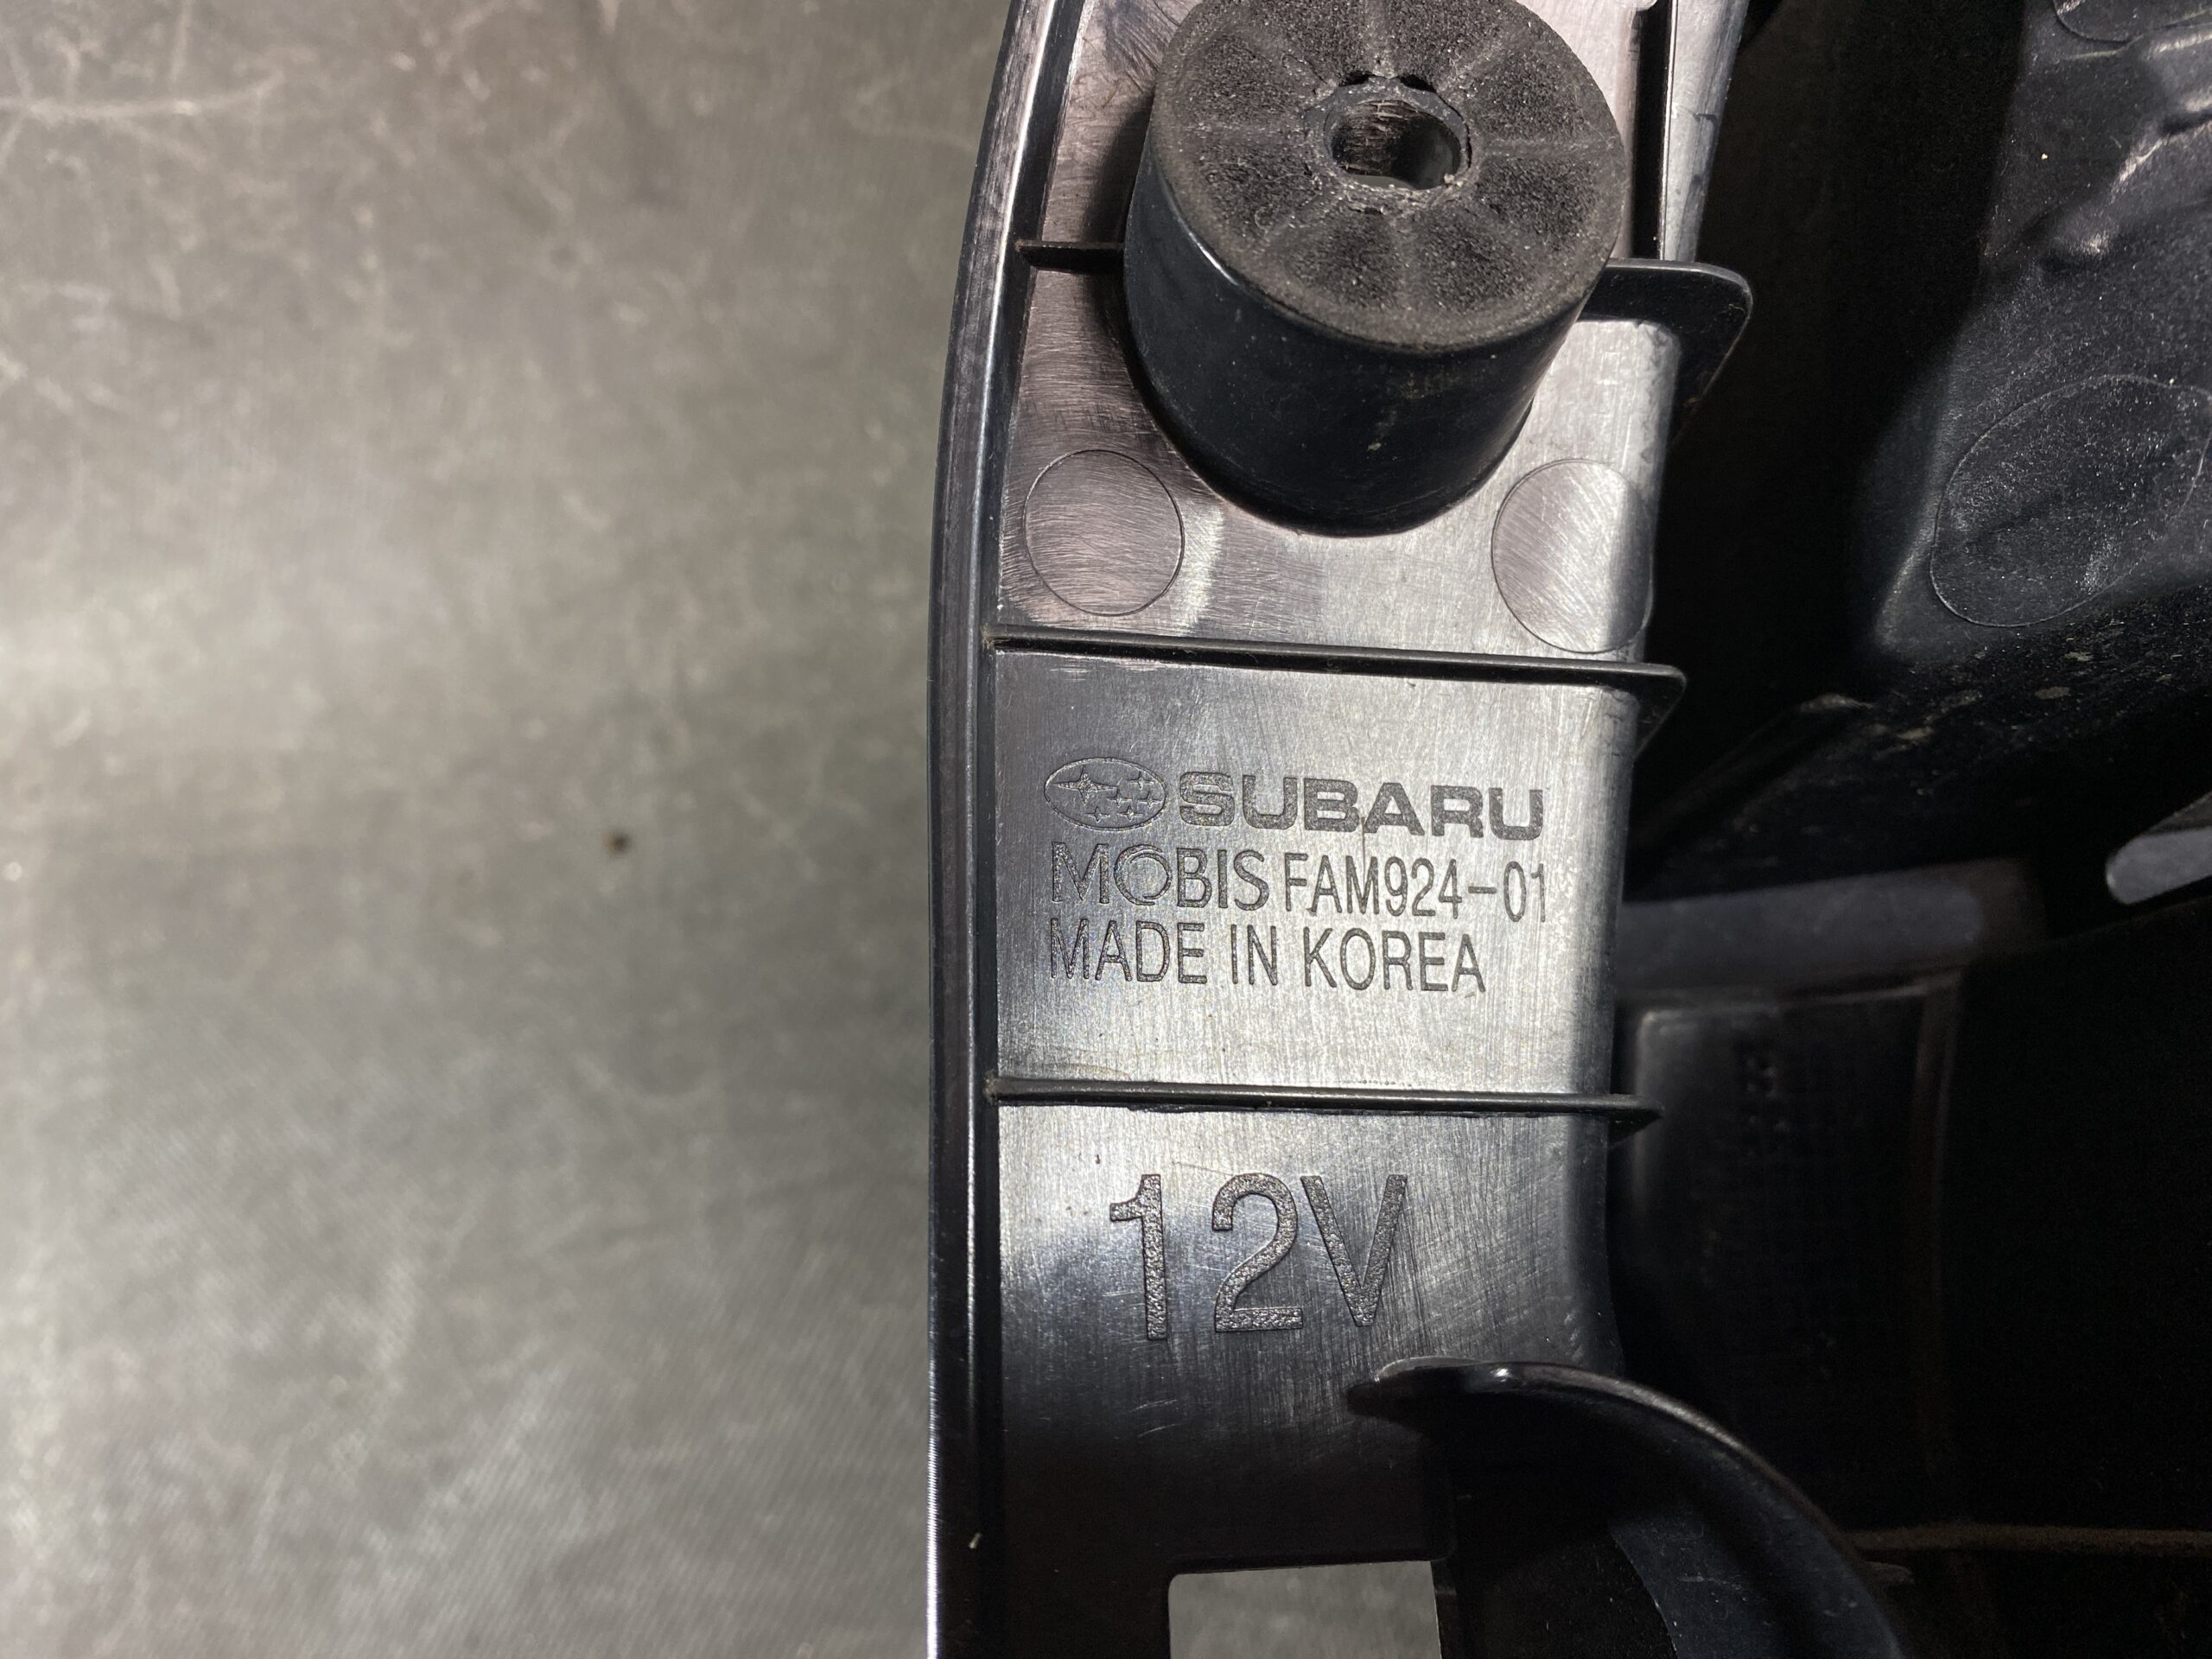 SUBARU
MOBIS FAM924-01
MADE IN KOREA
12V